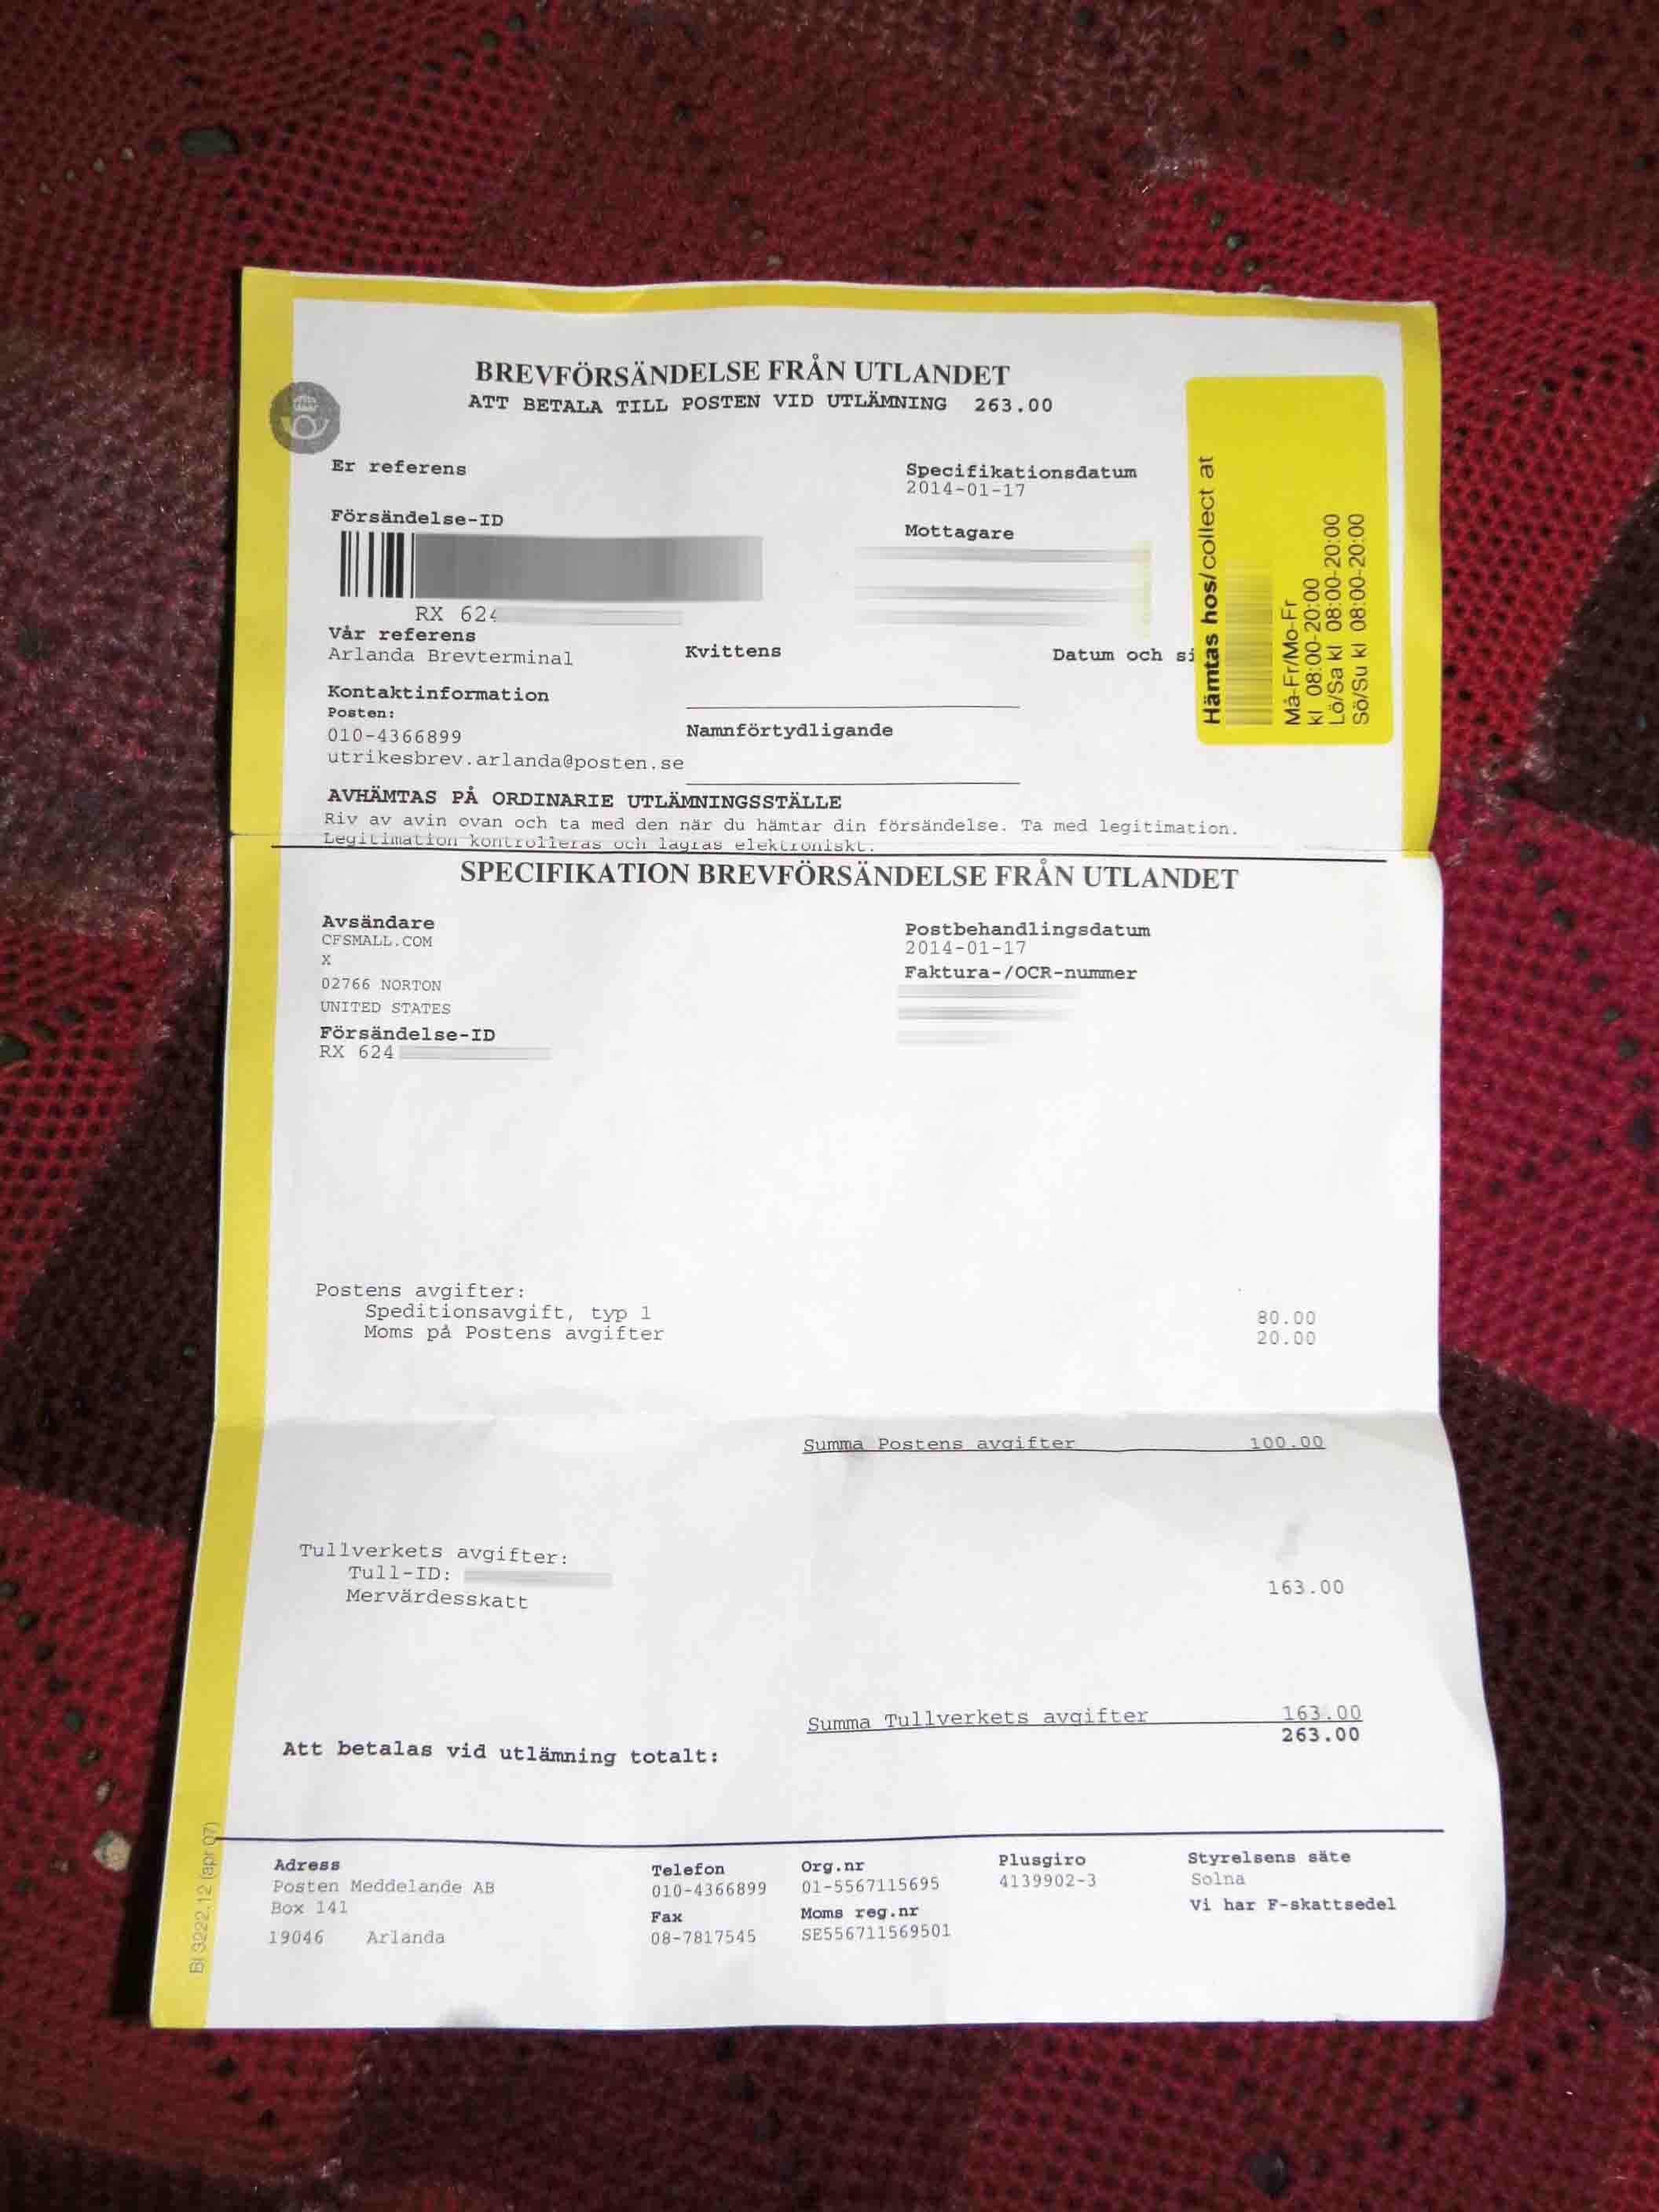 BREVFÖRSÄNDELSE FRÅN UTLANDET
ATT BETALA TILL POSTEN VID UTLÄMNING 263.00
Er referens
Specifikationsdatum
2014-01-17
Försändelse-ID
Mottagare
RX 624
Vår referens
Arlanda Brevterminal
Kvittens
Datum och si
Kontaktinformation
Posten:
010-4366899
utrikesbrev.arlanda@posten.se
Namnförtydligande
Hämtas hos/collect at
Må-Fr/Mo-Fr
kl 08:00-20:00
Lö/Sa kl 08:00-20:00
Sö/Su kl 08:00-20:00
AVHÄMTAS PÅ ORDINARIE UTLÄMNINGSSTÄLLE
Riv av avin ovan och ta med den när du hämtar din försändelse. Ta med legitimation.
Legitimation kontrolleras och lagras elektroniskt.
SPECIFIKATION BREVFÖRSÄNDELSE FRÅN UTLANDET
Avsändare
CFSMALL.COM
X
02766 NORTON
UNITED STATES
Försändelse-ID
RX 624
Postbehandlingsdatum
2014-01-17
Faktura-/OCR-nummer
Postens avgifter:
Speditionsavgift, typ 1 80.00
Moms på Postens avgifter 20.00
Summa Postens avgifter 100.00
Tullverkets avgifter:
Tull-ID:
Mervärdesskatt 163.00
Summa Tullverkets avgifter 163.00
Att betalas vid utlämning totalt: 263.00
Adress
Posten Meddelande AB
Box 141
19046 Arlanda
Telefon
010-4366899
Fax
08-7817545
Org.nr
01-5567115695
Moms reg.nr
SE556711569501
Plusgiro
4139902-3
Styrelsens säte
Solna
Vi har F-skattsedel
Bl 3222,12 (apr 07)